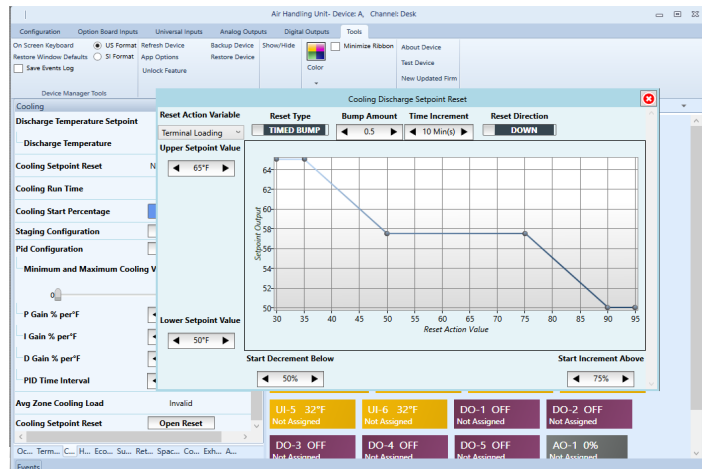 Air Handling Unit- Device: A, Channel: Desk
Configuration Option Board Inputs Universal Inputs Analog Outputs Digital Outputs Tools
On Screen Keyboard US Format Refresh Device Backup Device Show/Hide Minimize Ribbon About Device
Restore Window Defaults SI Format App Options Restore Device Test Device
Save Events Log Unlock Feature Color New Updated Firm
Device Manager Tools
Cooling
Cooling Discharge Setpoint Reset
Discharge Temperature Setpoint
Discharge Temperature
Cooling Setpoint Reset N
Cooling Run Time
Cooling Start Percentage
Staging Configuration
Pid Configuration
Minimum and Maximum Cooling V
0
P Gain % per°F
I Gain % per°F
D Gain % per°F
PID Time Interval
Avg Zone Cooling Load Invalid
Cooling Setpoint Reset Open Reset
Reset Action Variable Reset Type Bump Amount Time Increment Reset Direction
Terminal Loading TIMED BUMP 0.5 10 Min(s) DOWN
Upper Setpoint Value
65°F
Lower Setpoint Value
50°F
Setpoint Output
64
62
60
58
56
54
52
50
30 35 40 45 50 55 60 65 70 75 80 85 90 95
Reset Action Value
Start Decrement Below Start Increment Above
50% 75%
UI-5 32°F UI-6 32°F DO-1 OFF DO-2 OFF
Not Assigned Not Assigned Not Assigned Not Assigned
DO-3 OFF DO-4 OFF DO-5 OFF AO-1 0%
Not Assigned Not Assigned Not Assigned Not Assigned
Oc... Term... C... H... Eco... Su... Ret... Spac... Co... Exh... A...
Events